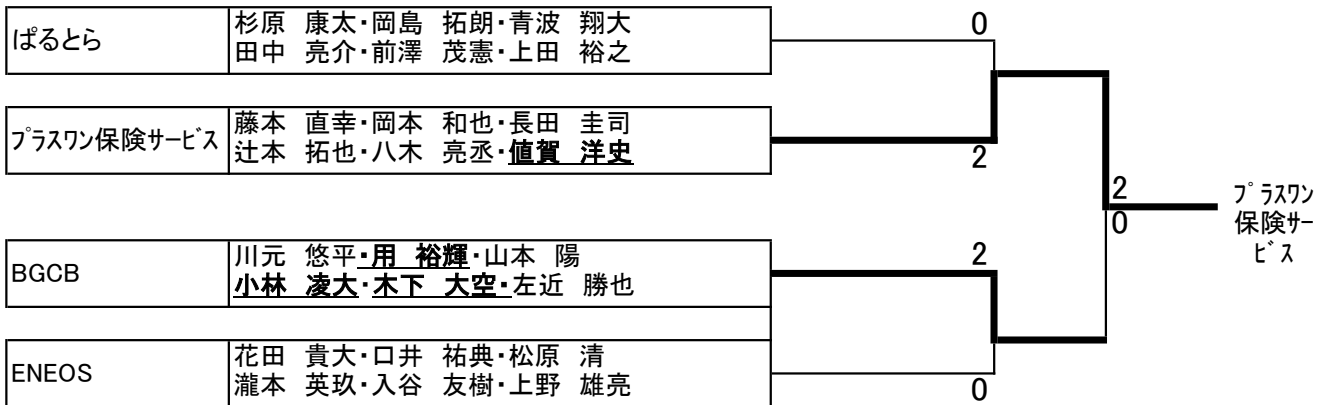 ぱるとら
杉原 康太・岡島 拓朗・青波 翔大
田中 亮介・前澤 茂憲・上田 裕之
0
ﾌﾟﾗｽﾜﾝ保険ｻｰﾋﾞｽ
藤本 直幸・岡本 和也・長田 圭司
辻本 拓也・八木 亮丞・値賀 洋史
2
2
0
ﾌﾟﾗｽﾜﾝ
保険ｻｰ
ﾋﾞｽ
BGCB
川元 悠平・用 裕輝・山本 陽
小林 凌大・木下 大空・左近 勝也
2
ENEOS
花田 貴大・口井 祐典・松原 清
瀧本 英玖・入谷 友樹・上野 雄亮
0